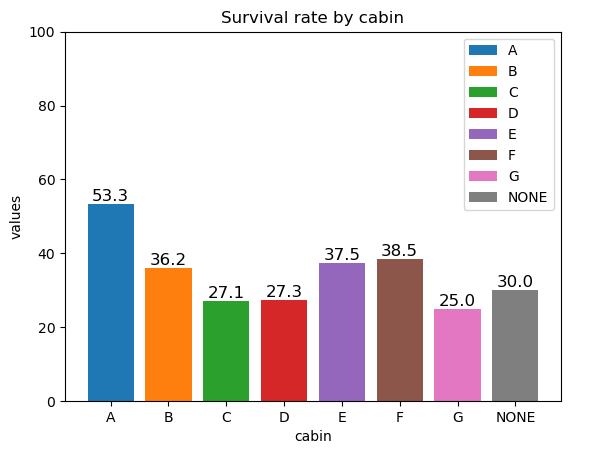 Survival rate by cabin
values
100
80
60
40
20
0
53.3
36.2
27.1
27.3
37.5
38.5
25.0
30.0
A
B
C
D
E
F
G
NONE
A B C D E F G NONE
cabin